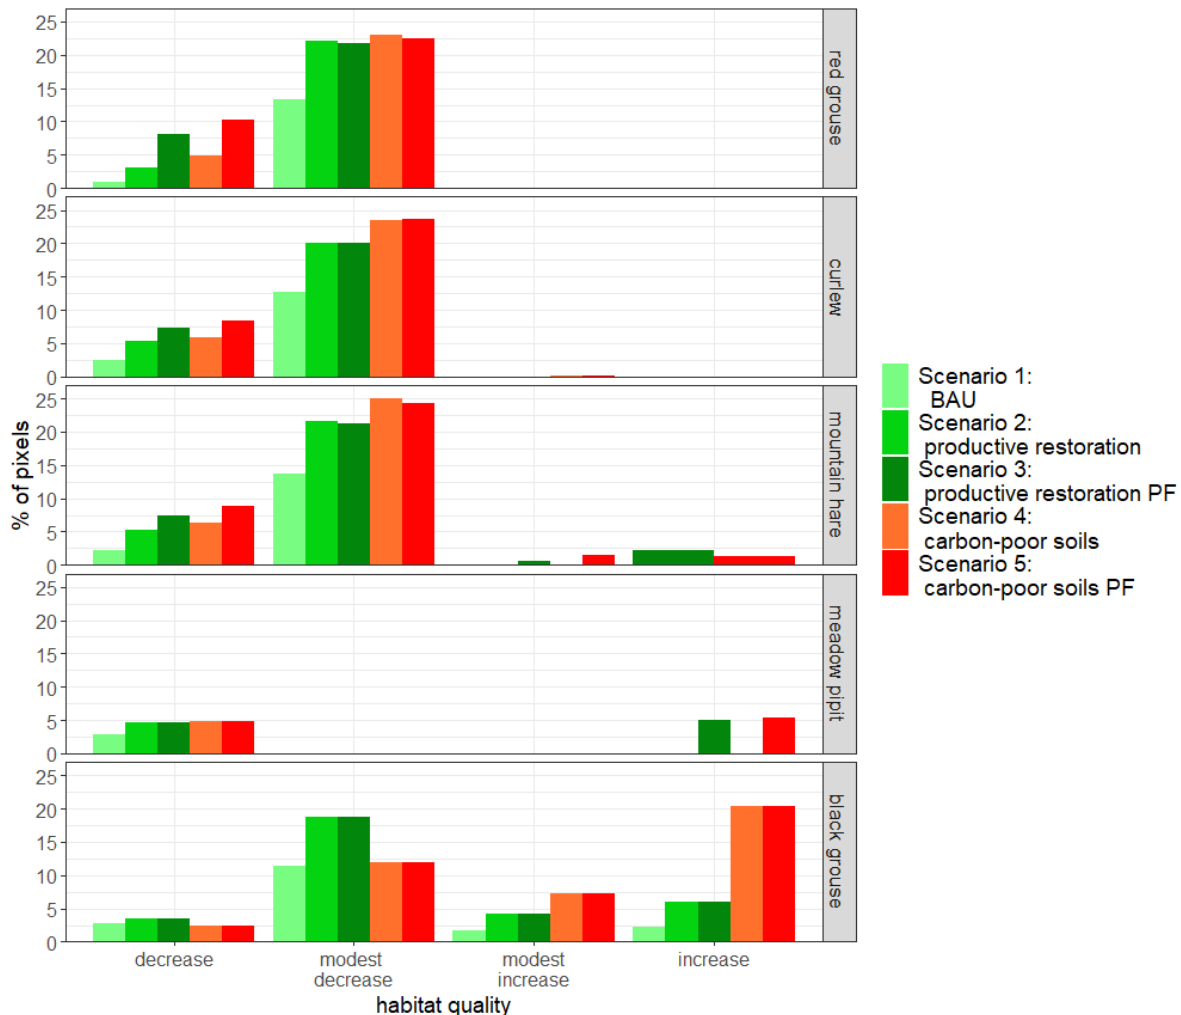 25
20
15
10
5
0
red grouse
25
20
15
10
5
0
curlew
25
20
15
10
5
0
mountain hare
25
20
15
10
5
0
meadow pipit
25
20
15
10
5
0
black grouse
% of pixels
decrease
modest
decrease
modest
increase
increase
habitat quality
Scenario 1:
BAU
Scenario 2:
productive restoration
Scenario 3:
productive restoration PF
Scenario 4:
carbon-poor soils
Scenario 5:
carbon-poor soils PF